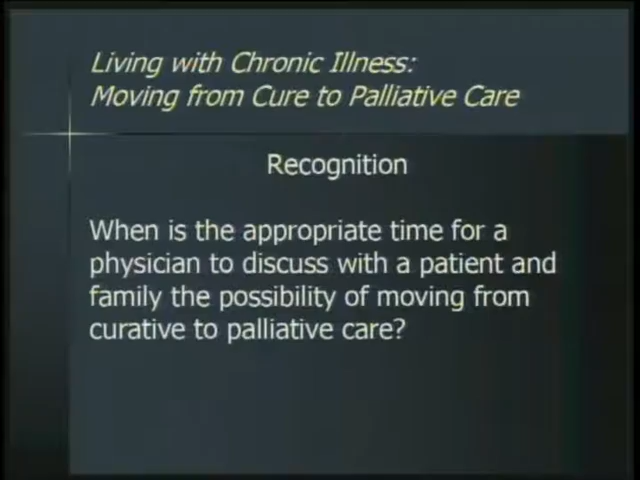 Living with Chronic Illness:
Moving from Cure to Palliative Care
Recognition
When is the appropriate time for a
physician to discuss with a patient and
family the possibility of moving from
curative to palliative care?